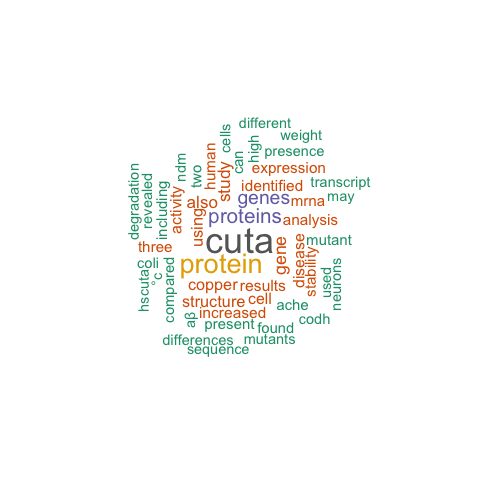 different
weight
cells
high
presence
can
expression
human
two
ndm
study
identified
transcript
degradation
revealed
including
activity
also
genes
mrna
may
using
proteins
analysis
cuta
gene
disease
mutant
three
stability
coli
protein
°c
hscuta
compared
copper
results
used
neurons
structure
cell
ache
increased
aβ
present
found
codh
differences
mutants
sequence